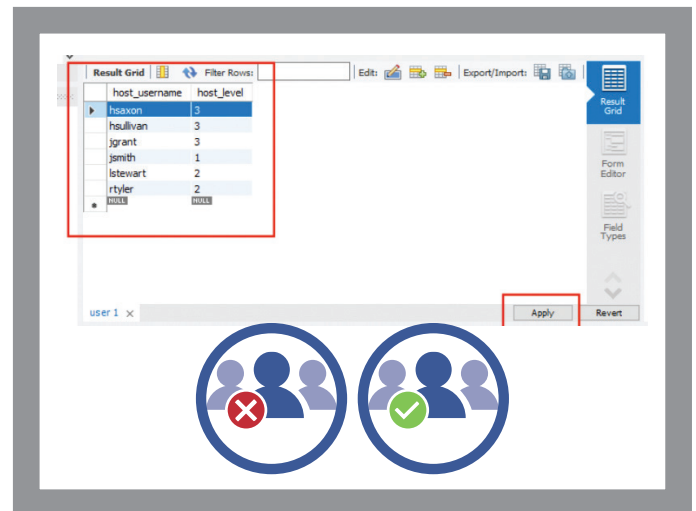 Result Grid Filter Rows: Edit: Export/Import:
host_username host_level
hsaxon 3
hsullivan 3
jgrant 3
jsmith 1
lstewart 2
rtyler 2
NULL NULL
Result
Grid
Form
Editor
Field
Types
user 1 × Apply Revert